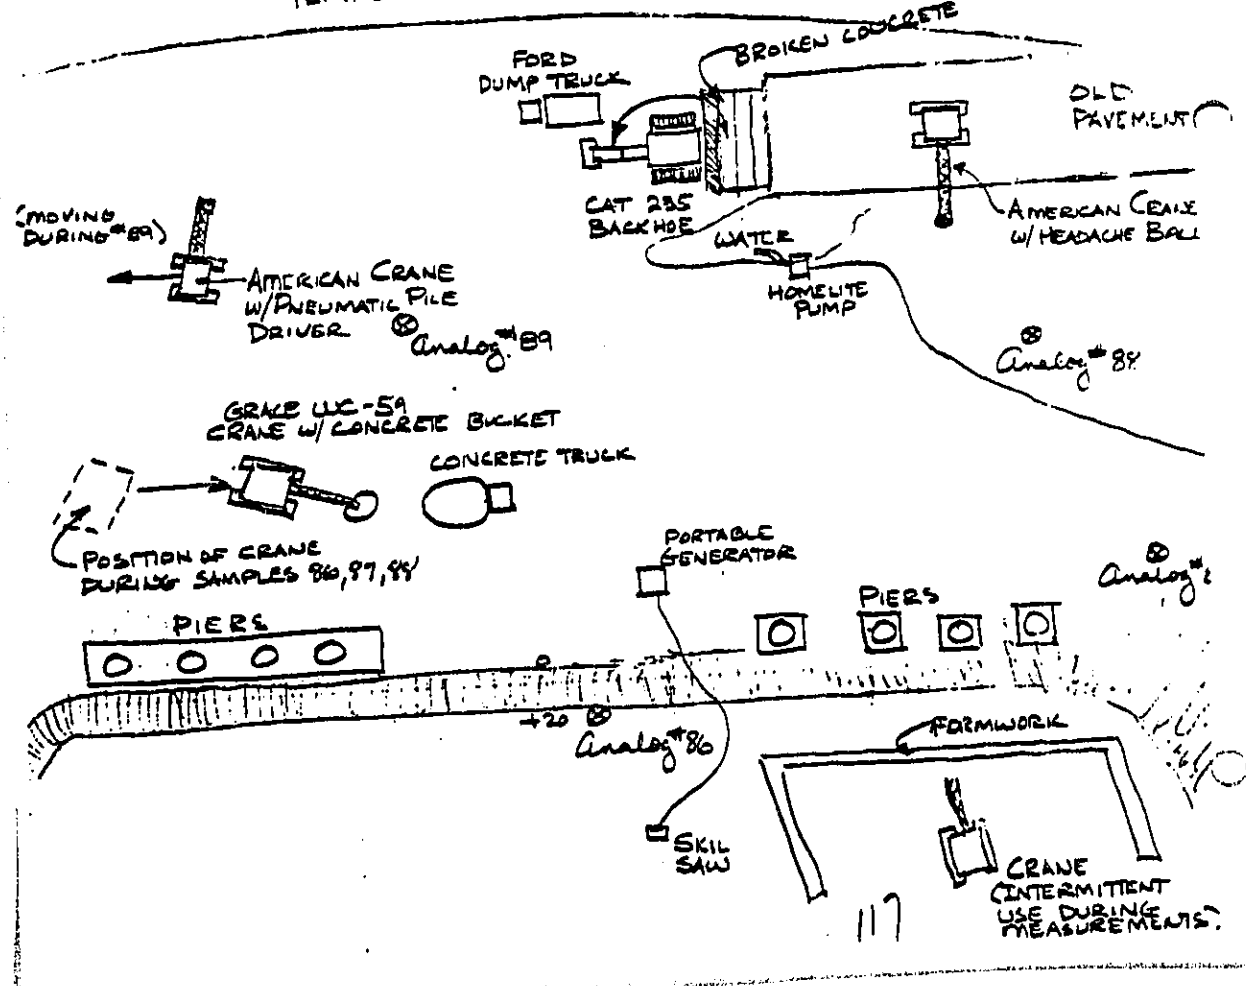 BROKEN CONCRETE
FORD
DUMP TRUCK
OLD
PAVEMENT
CAT 235
BACKHOE
AMERICAN CRANE
W/HEADACHE BALL
WATER
HOMELITE
PUMP
(MOVING
DURING #89)
AMERICAN CRANE
W/PNEUMATIC PILE
DRIVER
Analog #89
Analog #88
GRACE
CRANE W/CONCRETE BUCKET
CONCRETE TRUCK
POSITION OF CRANE
DURING SAMPLES 86,87,88
PORTABLE
GENERATOR
Analog #
PIERS
PIERS
0
+20
Analog #86
FORMWORK
SKIL
SAW
CRANE
(INTERMITTENT
USE DURING
MEASUREMENTS)
117